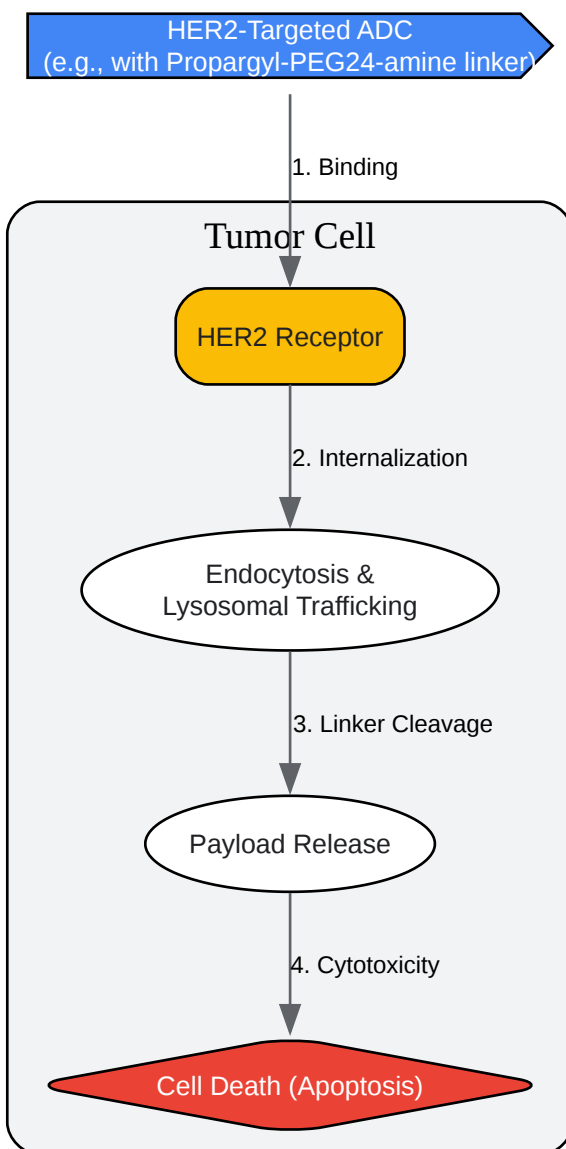 HER2-Targeted ADC
(e.g., with Propargyl-PEG24-amine linker)
1. Binding
Tumor Cell
HER2 Receptor
2. Internalization
Endocytosis &
Lysosomal Trafficking
3. Linker Cleavage
Payload Release
4. Cytotoxicity
Cell Death (Apoptosis)